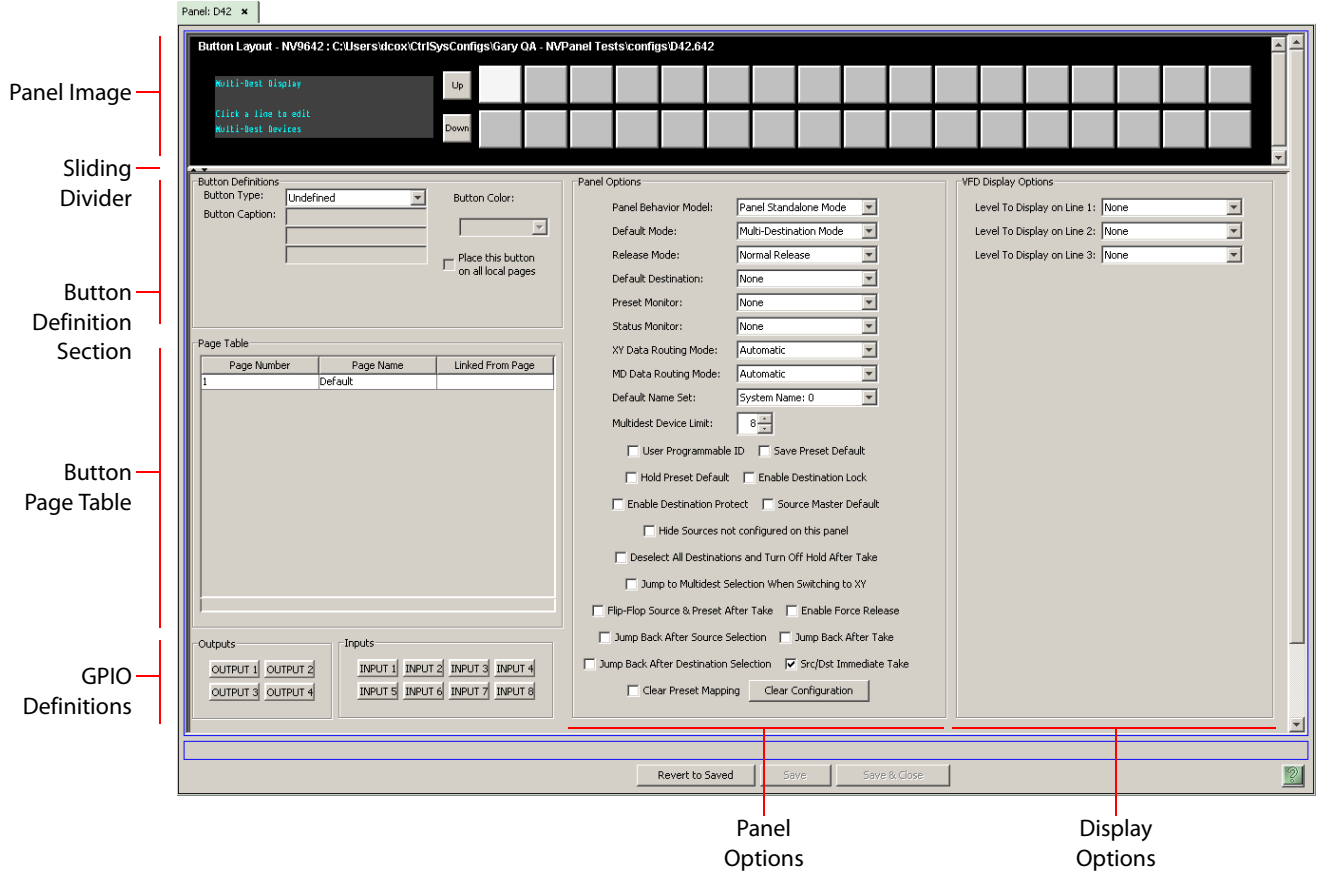 Panel: D42 ×
Button Layout - NV9642 : C:\Users\dcox\CtrlSysConfigs\Gary QA - NVPanel Tests\configs\D42.642
Multi-Dest Display
Click a line to edit
Multi-Dest Devices
Up
Down
Panel Image
Sliding
Divider
Button
Definition
Section
Button
Page Table
GPIO
Definitions
Button Definitions
Button Type: Undefined
Button Caption:
Button Color:
Place this button
on all local pages
Page Table
Page Number Page Name Linked From Page
1 Default
Outputs
OUTPUT 1 OUTPUT 2
OUTPUT 3 OUTPUT 4
Inputs
INPUT 1 INPUT 2 INPUT 3 INPUT 4
INPUT 5 INPUT 6 INPUT 7 INPUT 8
Panel Options
Panel Behavior Model: Panel Standalone Mode
Default Mode: Multi-Destination Mode
Release Mode: Normal Release
Default Destination: None
Preset Monitor: None
Status Monitor: None
XY Data Routing Mode: Automatic
MD Data Routing Mode: Automatic
Default Name Set: System Name: 0
Multidest Device Limit: 8
User Programmable ID Save Preset Default
Hold Preset Default Enable Destination Lock
Enable Destination Protect Source Master Default
Hide Sources not configured on this panel
Deselect All Destinations and Turn Off Hold After Take
Jump to Multidest Selection When Switching to XY
Flip-Flop Source & Preset After Take Enable Force Release
Jump Back After Source Selection Jump Back After Take
Jump Back After Destination Selection Src/Dst Immediate Take
Clear Preset Mapping Clear Configuration
VFD Display Options
Level To Display on Line 1: None
Level To Display on Line 2: None
Level To Display on Line 3: None
Revert to Saved Save Save & Close ?
Panel
Options
Display
Options